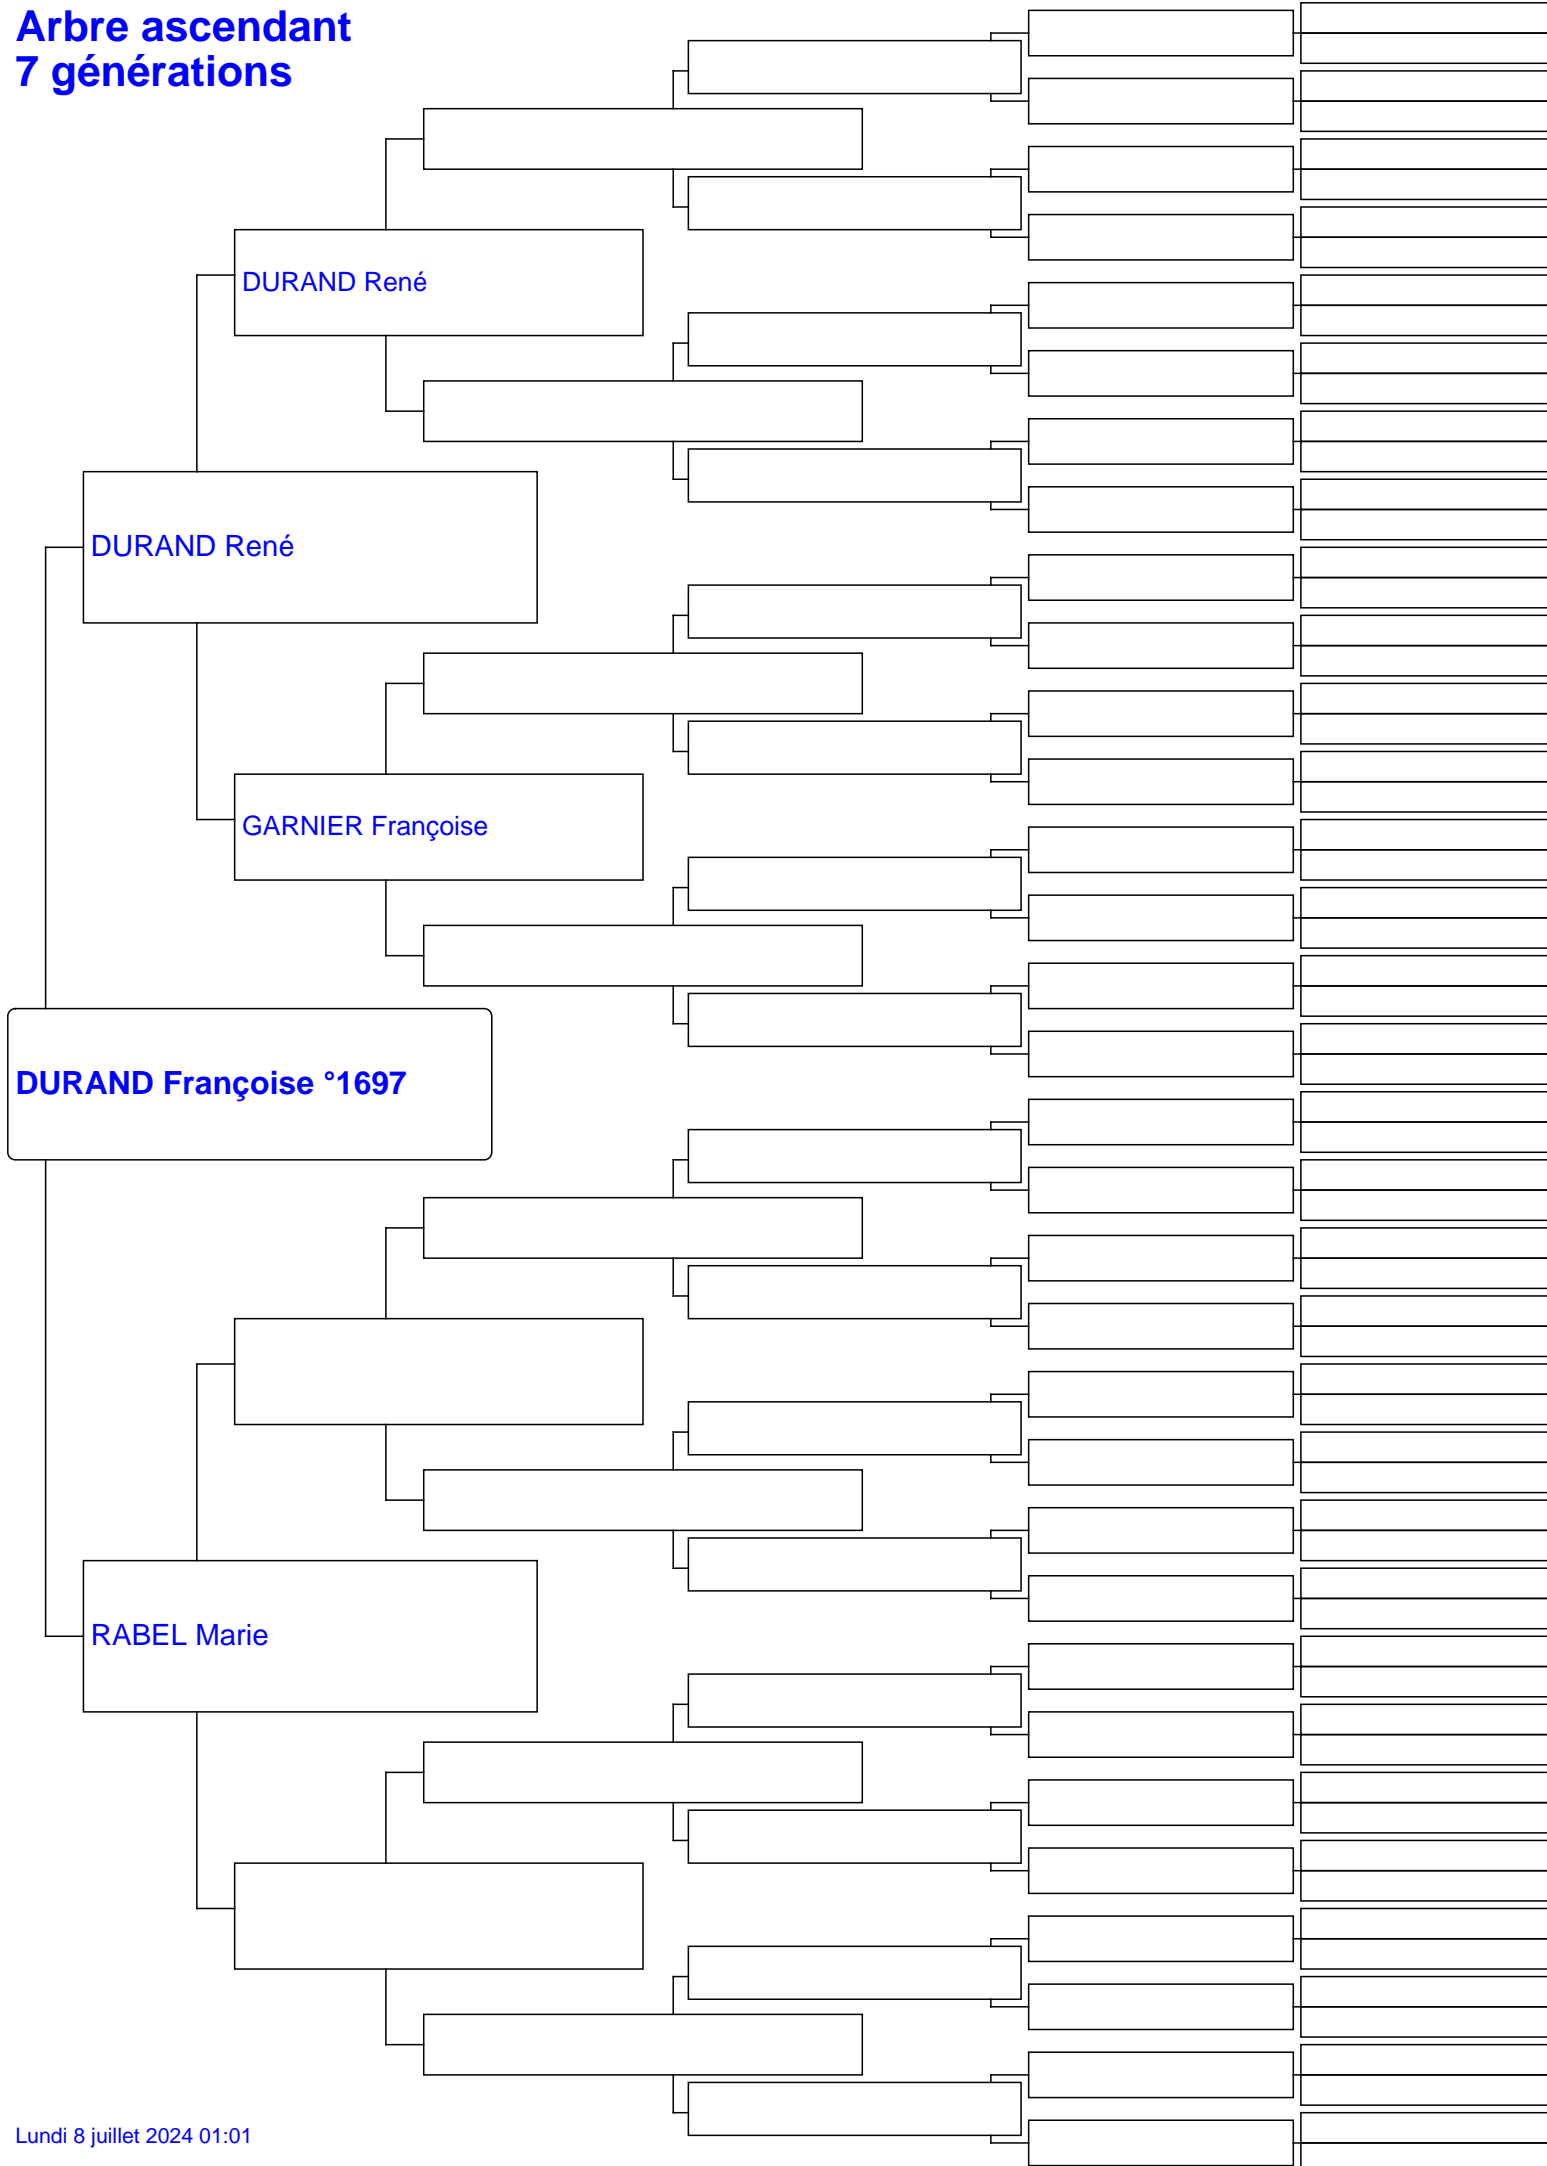 Arbre ascendant
7 générations
DURAND René
DURAND René
GARNIER Françoise
DURAND Françoise °1697
RABEL Marie
Lundi 8 juillet 2024 01:01